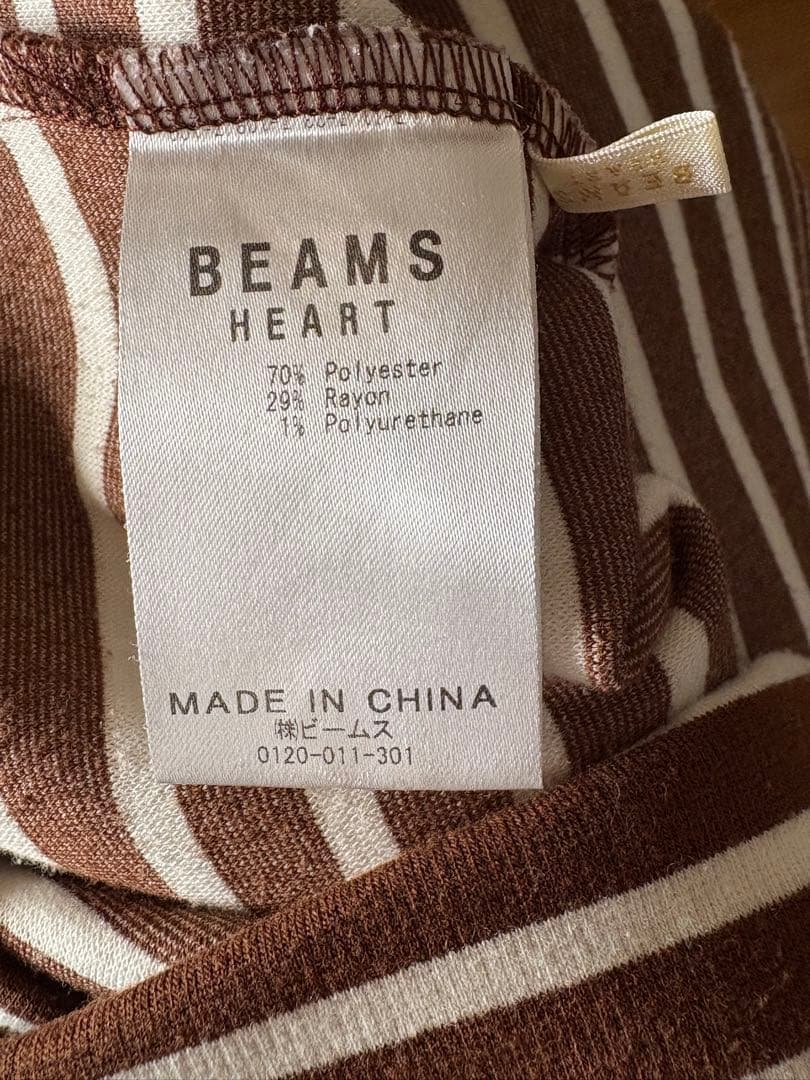 BEAMS
HEART
70% Polyester
29% Rayon
1% Polyurethane
MADE IN CHINA
㈱ビームス
0120-011-301